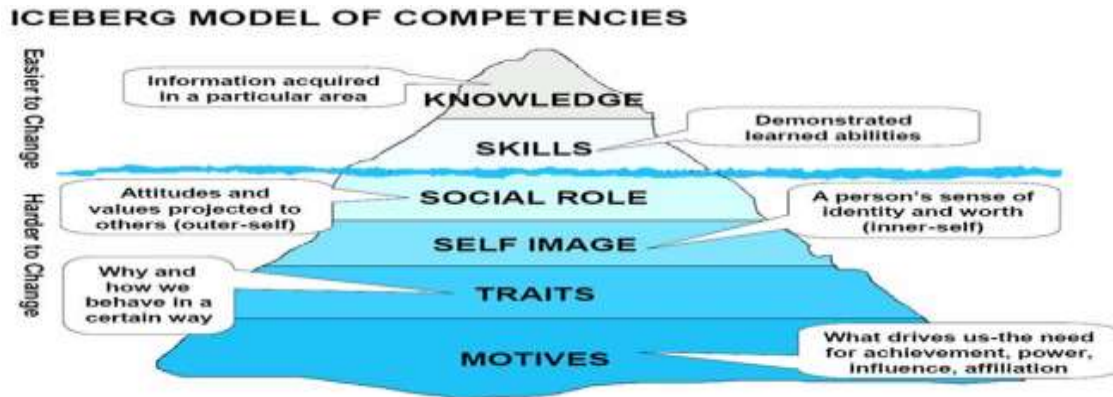 ICEBERG MODEL OF COMPETENCIES
Easier to Change
Information acquired
in a particular area
KNOWLEDGE
Demonstrated
learned abilities
SKILLS
Harder to Change
Attitudes and
values projected to
others (outer-self)
SOCIAL ROLE
A person's sense of
identity and worth
(inner-self)
SELF IMAGE
Why and
how we
behave in a
certain way
TRAITS
What drives us-the need
for achievement, power,
influence, affiliation
MOTIVES